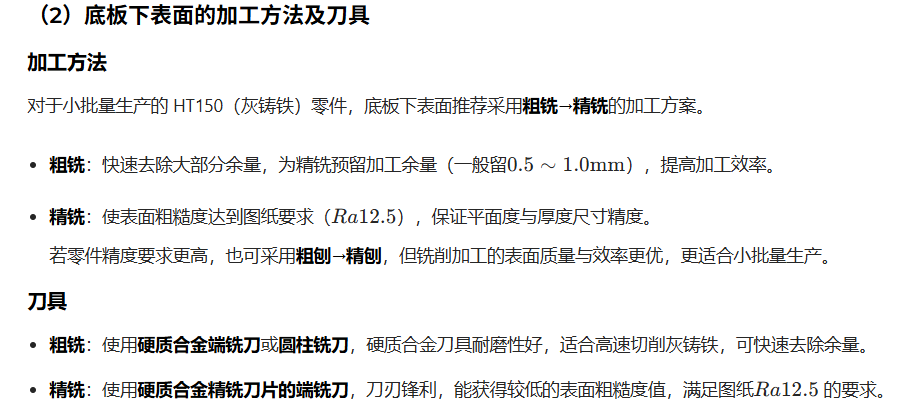 （2）底板下表面的加工方法及刀具
加工方法
对于小批量生产的 HT150（灰铸铁）零件，底板下表面推荐采用粗铣→精铣的加工方案。
• 粗铣：快速去除大部分余量，为精铣预留加工余量（一般留0.5 ~ 1.0mm），提高加工效率。
• 精铣：使表面粗糙度达到图纸要求（Ra12.5），保证平面度与厚度尺寸精度。
若零件精度要求更高，也可采用粗刨→精刨，但铣削加工的表面质量与效率更优，更适合小批量生产。
刀具
• 粗铣：使用硬质合金端铣刀或圆柱铣刀，硬质合金刀具耐磨性好，适合高速切削灰铸铁，可快速去除余量。
• 精铣：使用硬质合金精铣刀片的端铣刀，刀刃锋利，能获得较低的表面粗糙度值，满足图纸Ra12.5 的要求。